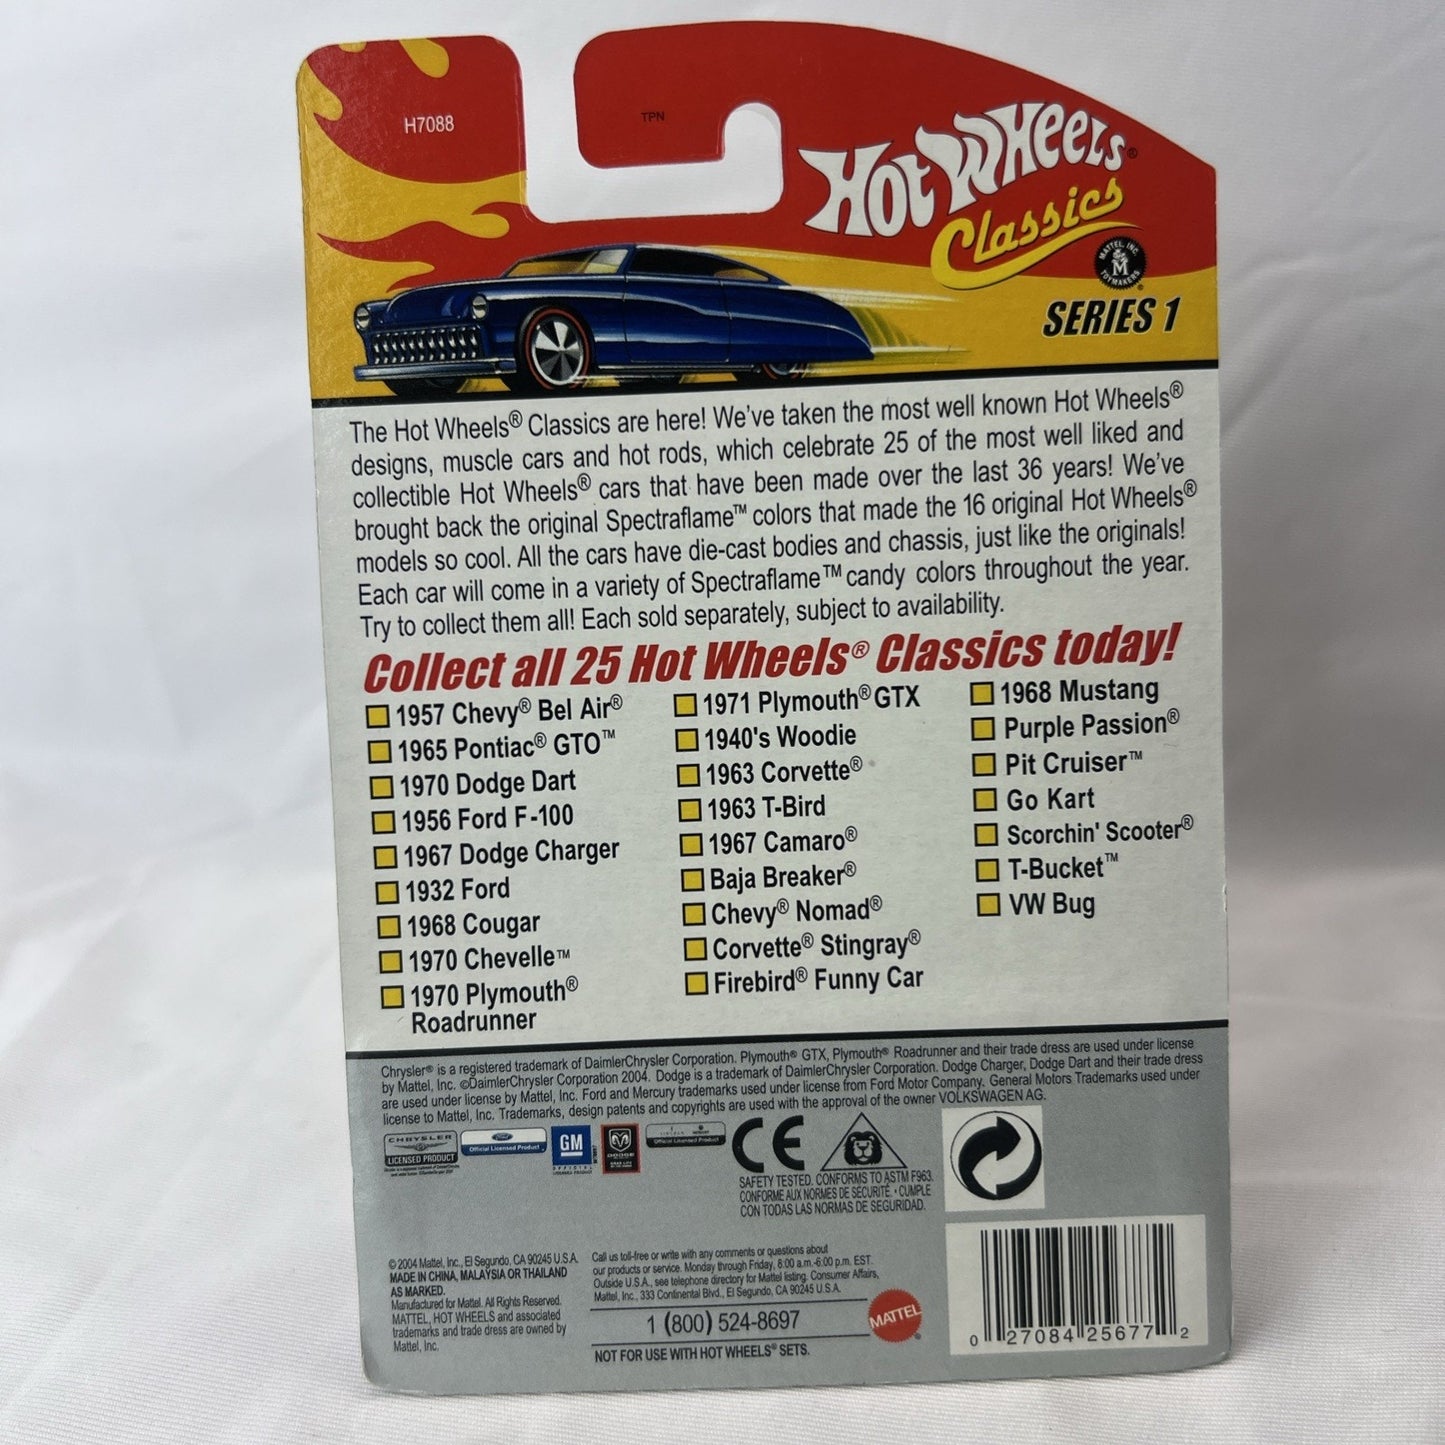 H7088
TPN
Hot Wheels®
Classics
MATTEL, INC.
M
TOYMAKERS
SERIES 1
The Hot Wheels® Classics are here! We've taken the most well known Hot Wheels®
designs, muscle cars and hot rods, which celebrate 25 of the most well liked and
collectible Hot Wheels® cars that have been made over the last 36 years! We've
brought back the original Spectraflame™ colors that made the 16 original Hot Wheels®
models so cool. All the cars have die-cast bodies and chassis, just like the originals!
Each car will come in a variety of Spectraflame™ candy colors throughout the year.
Try to collect them all! Each sold separately, subject to availability.
Collect all 25 Hot Wheels® Classics today!
1957 Chevy® Bel Air®
1965 Pontiac® GTO™
1970 Dodge Dart
1956 Ford F-100
1967 Dodge Charger
1932 Ford
1968 Cougar
1970 Chevelle™
1970 Plymouth®
Roadrunner
1971 Plymouth® GTX
1940's Woodie
1963 Corvette®
1963 T-Bird
1967 Camaro®
Baja Breaker®
Chevy® Nomad®
Corvette® Stingray®
Firebird® Funny Car
1968 Mustang
Purple Passion®
Pit Cruiser™
Go Kart
Scorchin' Scooter®
T-Bucket™
VW Bug
Chrysler® is a registered trademark of DaimlerChrysler Corporation. Plymouth® GTX, Plymouth® Roadrunner and their trade dress are used under license
by Mattel, Inc. ©DaimlerChrysler Corporation 2004. Dodge is a trademark of DaimlerChrysler Corporation. Dodge Charger, Dodge Dart and their trade dress
are used under license by Mattel, Inc. Ford and Mercury trademarks used under license from Ford Motor Company. General Motors Trademarks used under
license to Mattel, Inc. Trademarks, design patents and copyrights are used with the approval of the owner VOLKSWAGEN AG.
CHRYSLER
LICENSED PRODUCT
Ford
Official Licensed Product
GM
OFFICIAL
LICENSED PRODUCT
DODGE
Official Licensed Product
CE
SAFETY TESTED. CONFORMS TO ASTM F963.
CONFORME AUX NORMES DE SÉCURITÉ. • CUMPLE
CON TODAS LAS NORMAS DE SEGURIDAD.
© 2004 Mattel, Inc., El Segundo, CA 90245 U.S.A.
MADE IN CHINA, MALAYSIA OR THAILAND
AS MARKED.
Manufactured for Mattel. All Rights Reserved.
MATTEL, HOT WHEELS and associated
trademarks and trade dress are owned by
Mattel, Inc.
Call us toll-free or write with any comments or questions about
our products or service. Monday through Friday, 8:00 a.m.-6:00 p.m. EST.
Outside U.S.A., see telephone directory for Mattel listing. Consumer Affairs,
Mattel, Inc., 333 Continental Blvd., El Segundo, CA 90245 U.S.A.
1 (800) 524-8697
NOT FOR USE WITH HOT WHEELS® SETS.
MATTEL®
0 27084 25677 2